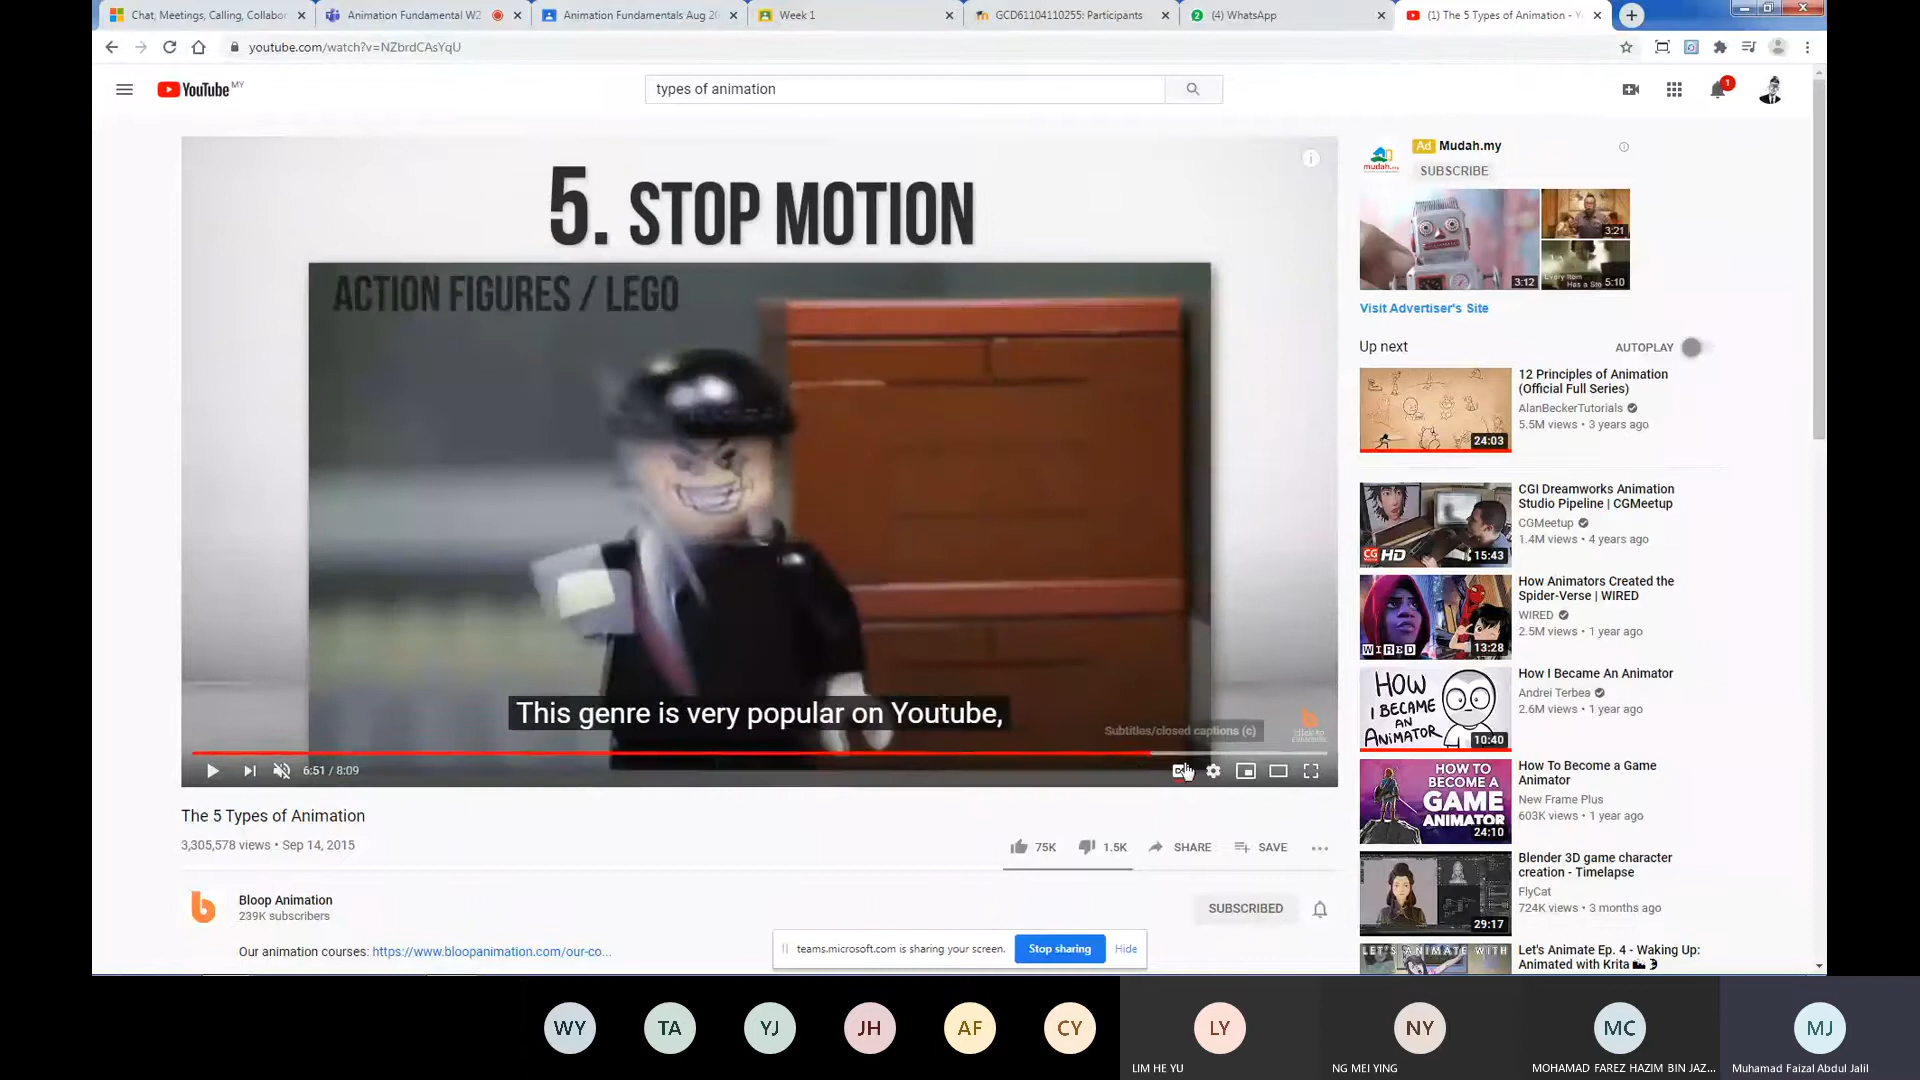 Chat, Meetings, Calling, Collabor
Animation Fundamental W2
Animation Fundamentals Aug 20
Week 1
GCD61104110255: Participants
(4) WhatsApp
(1) The 5 Types of Animation - Y
youtube.com/watch?v=NZbrdCAsYqU
YouTube MY
types of animation
1
5. STOP MOTION
ACTION FIGURES / LEGO
This genre is very popular on Youtube,
Subtitles/closed captions (c)
6:51 / 8:09
The 5 Types of Animation
3,305,578 views • Sep 14, 2015
75K
1.5K
SHARE
SAVE
Bloop Animation
239K subscribers
SUBSCRIBED
Our animation courses: https://www.bloopanimation.com/our-co...
Ad Mudah.my
SUBSCRIBE
mudah.my
3:12
3:21
Every Item
Has a Sto
5:10
Visit Advertiser's Site
Up next
AUTOPLAY
12 Principles of Animation
(Official Full Series)
AlanBeckerTutorials
5.5M views • 3 years ago
24:03
CGI Dreamworks Animation
Studio Pipeline | CGMeetup
CGMeetup
1.4M views • 4 years ago
CG HD
15:43
How Animators Created the
Spider-Verse | WIRED
WIRED
2.5M views • 1 year ago
WIRED
13:28
How I Became An Animator
Andrei Terbea
2.6M views • 1 year ago
HOW
I BECAME
AN
ANiMATOR
10:40
How To Become a Game
Animator
New Frame Plus
603K views • 1 year ago
HOW TO
BECOME A
GAME
ANIMATOR
24:10
Blender 3D game character
creation - Timelapse
FlyCat
724K views • 3 months ago
29:17
Let's Animate Ep. 4 - Waking Up:
Animated with Krita
LET'S ANIMATE WITH
teams.microsoft.com is sharing your screen.
Stop sharing
Hide
WY
TA
YJ
JH
AF
CY
LY
NY
MC
MJ
LIM HE YU
NG MEI YING
MOHAMAD FAREZ HAZIM BIN JAZ...
Muhamad Faizal Abdul Jalil